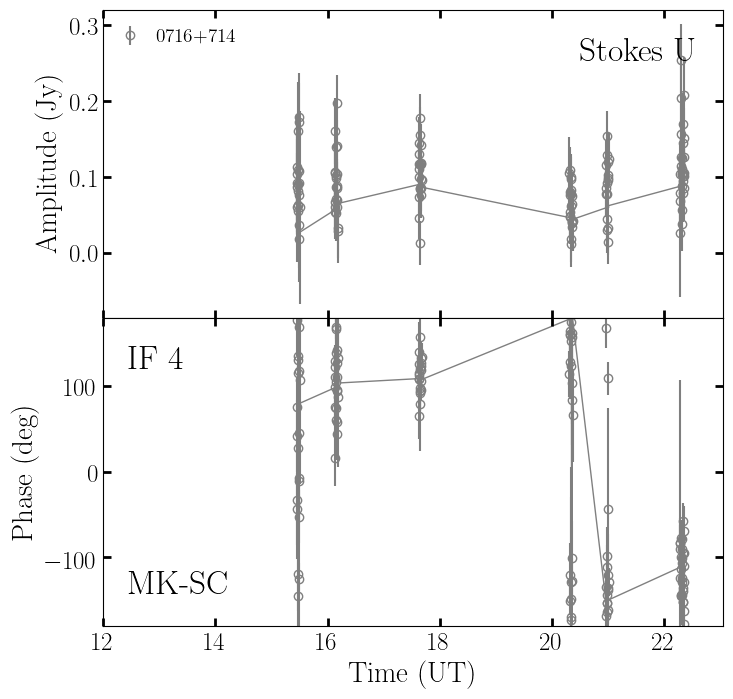 0716+714
Stokes U
0.3
0.2
0.1
0.0
Amplitude (Jy)
IF 4
100
0
−100
Phase (deg)
MK-SC
12 14 16 18 20 22
Time (UT)